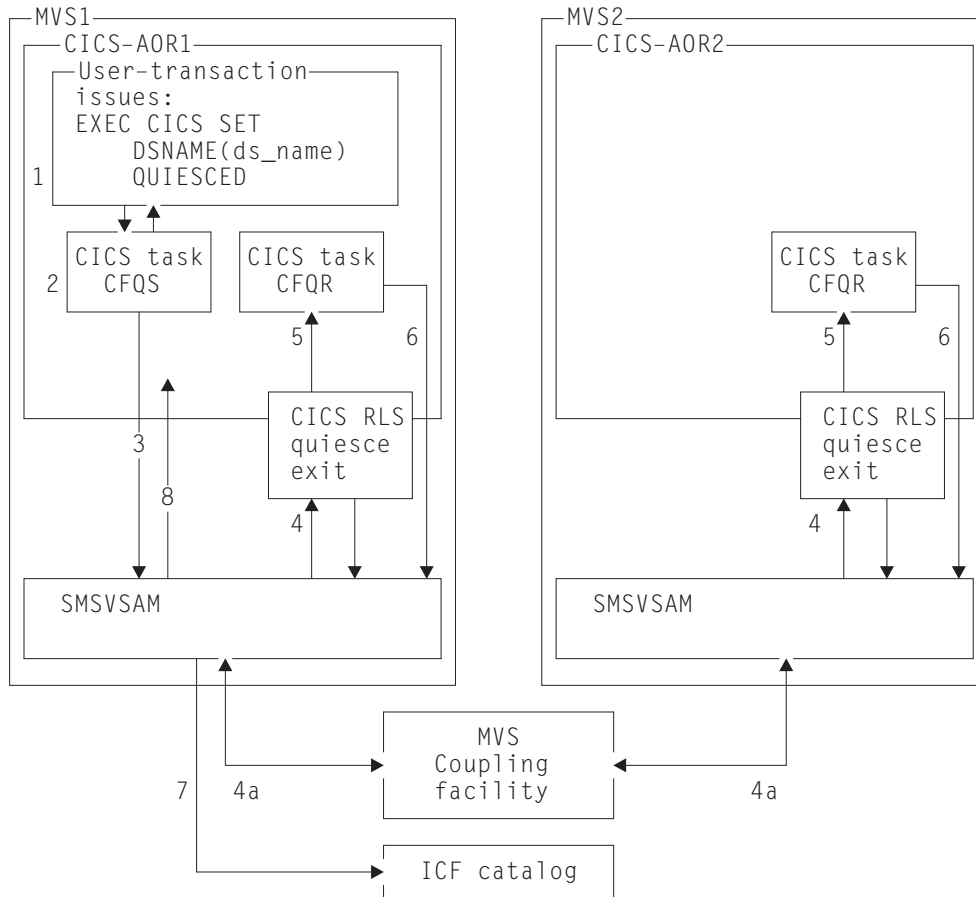 MVS1
CICS-AOR1
User-transaction
issues:
EXEC CICS SET
DSNAME(ds_name)
QUIESCED
1
CICS task
CFQS
2
CICS task
CFQR
5
6
CICS RLS
quiesce
exit
3
8
4
SMSVSAM
MVS2
CICS-AOR2
CICS task
CFQR
5
6
CICS RLS
quiesce
exit
4
SMSVSAM
MVS
Coupling
facility
7
4a
4a
ICF catalog